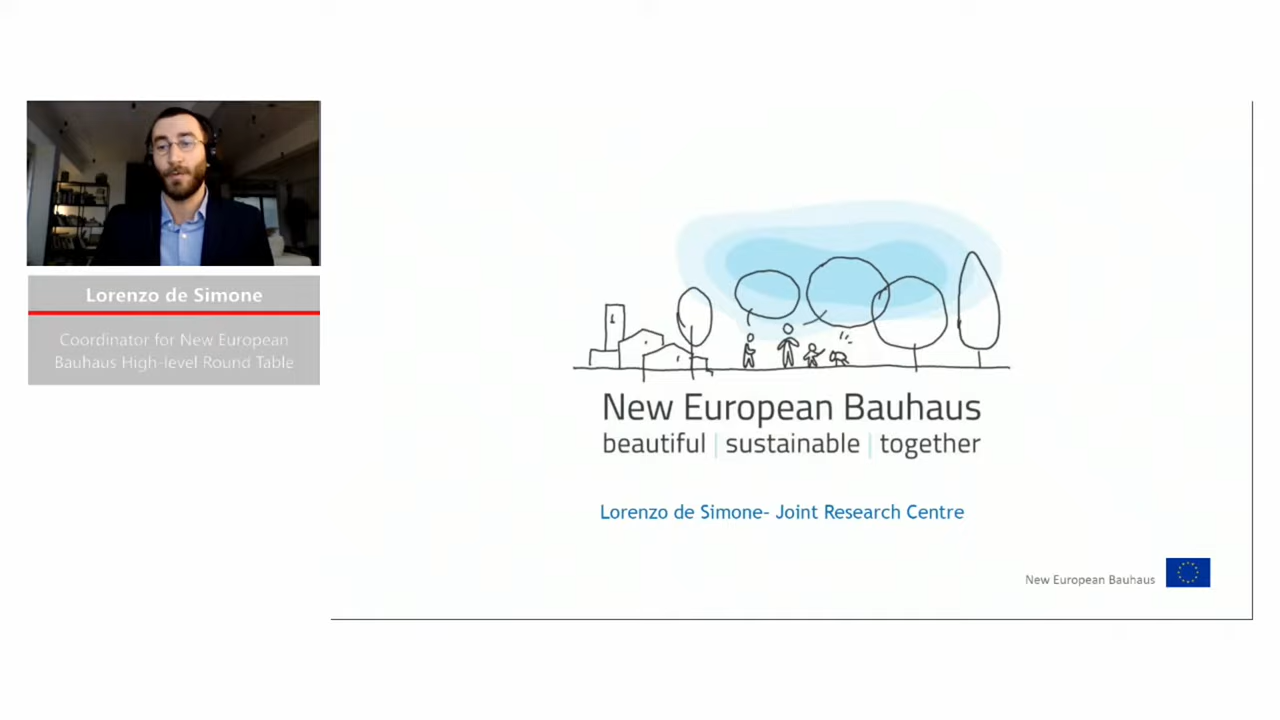 Lorenzo de Simone
Coordinator for New European
Bauhaus High-level Round Table
New European Bauhaus
beautiful | sustainable | together
Lorenzo de Simone- Joint Research Centre
New European Bauhaus